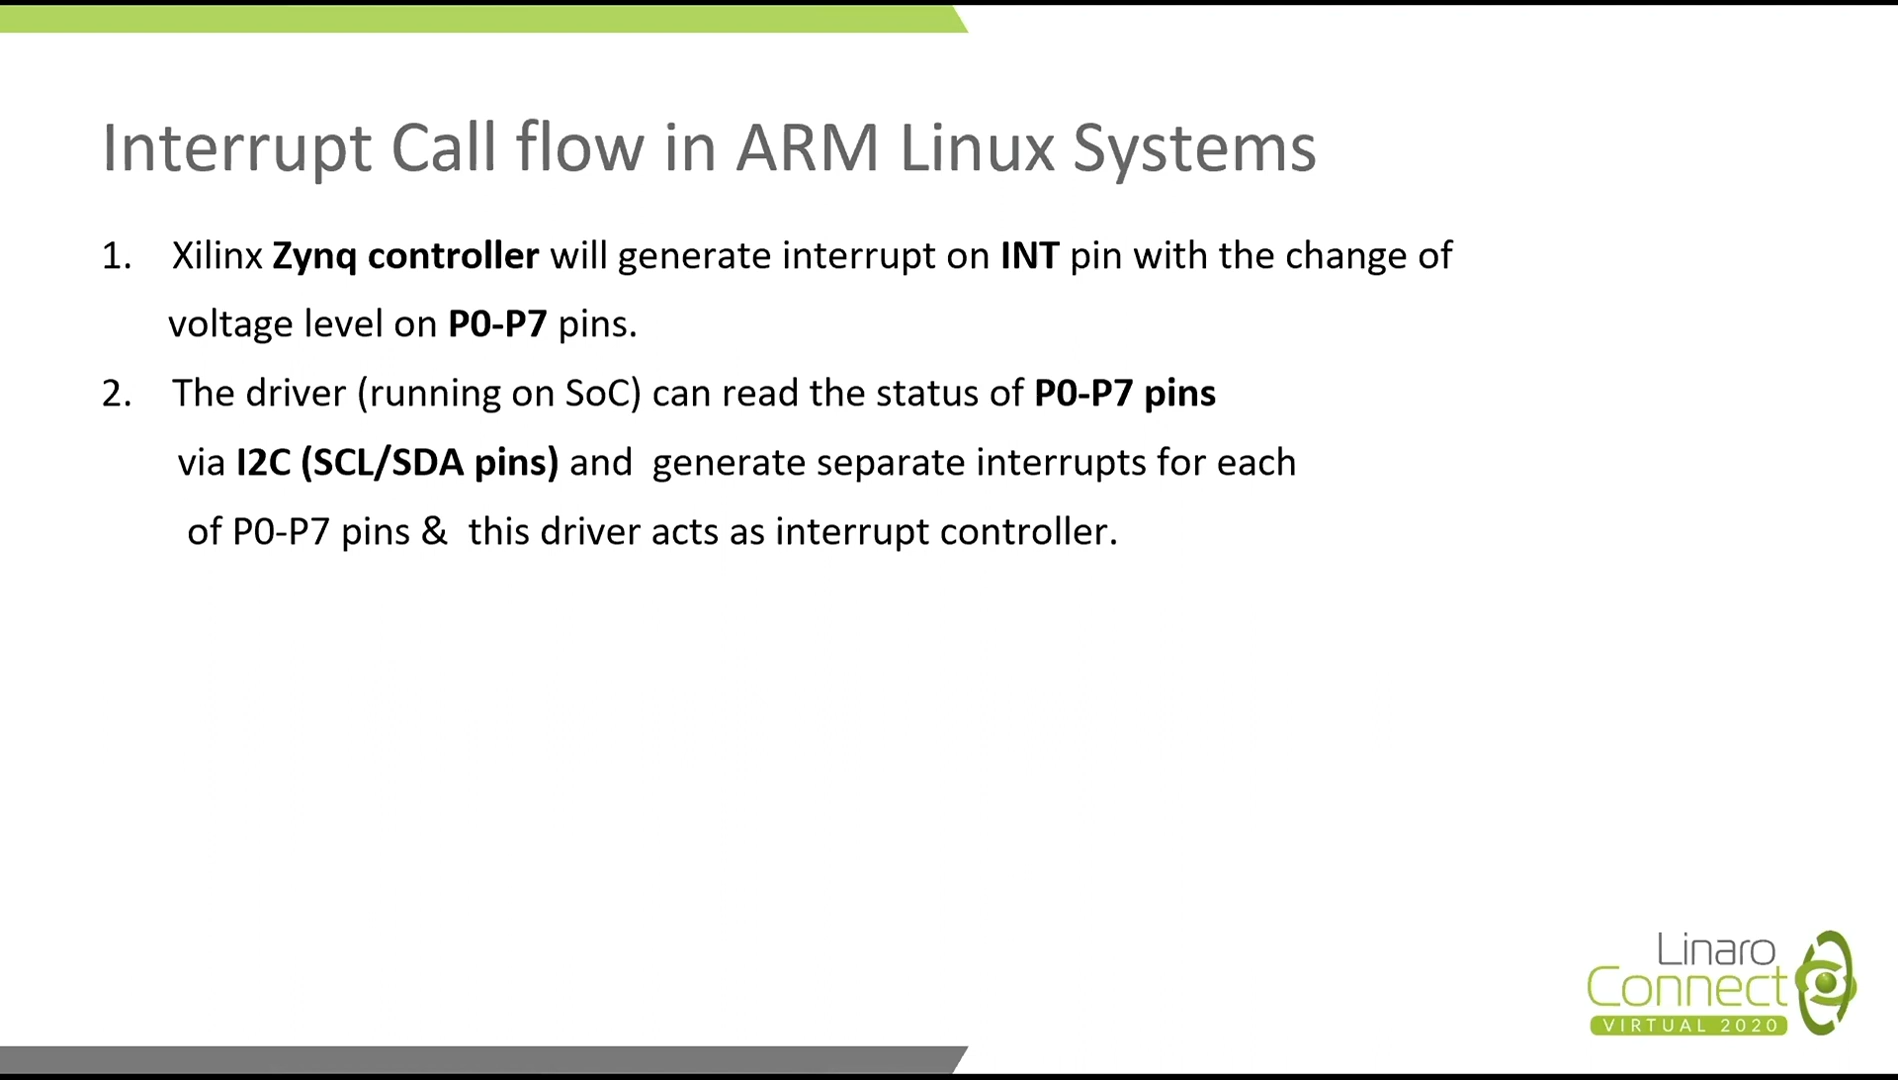 Interrupt Call flow in ARM Linux Systems
1. Xilinx Zynq controller will generate interrupt on INT pin with the change of
voltage level on P0-P7 pins.
2. The driver (running on SoC) can read the status of P0-P7 pins
via I2C (SCL/SDA pins) and generate separate interrupts for each
of P0-P7 pins & this driver acts as interrupt controller.
Linaro
Connect
VIRTUAL 2020